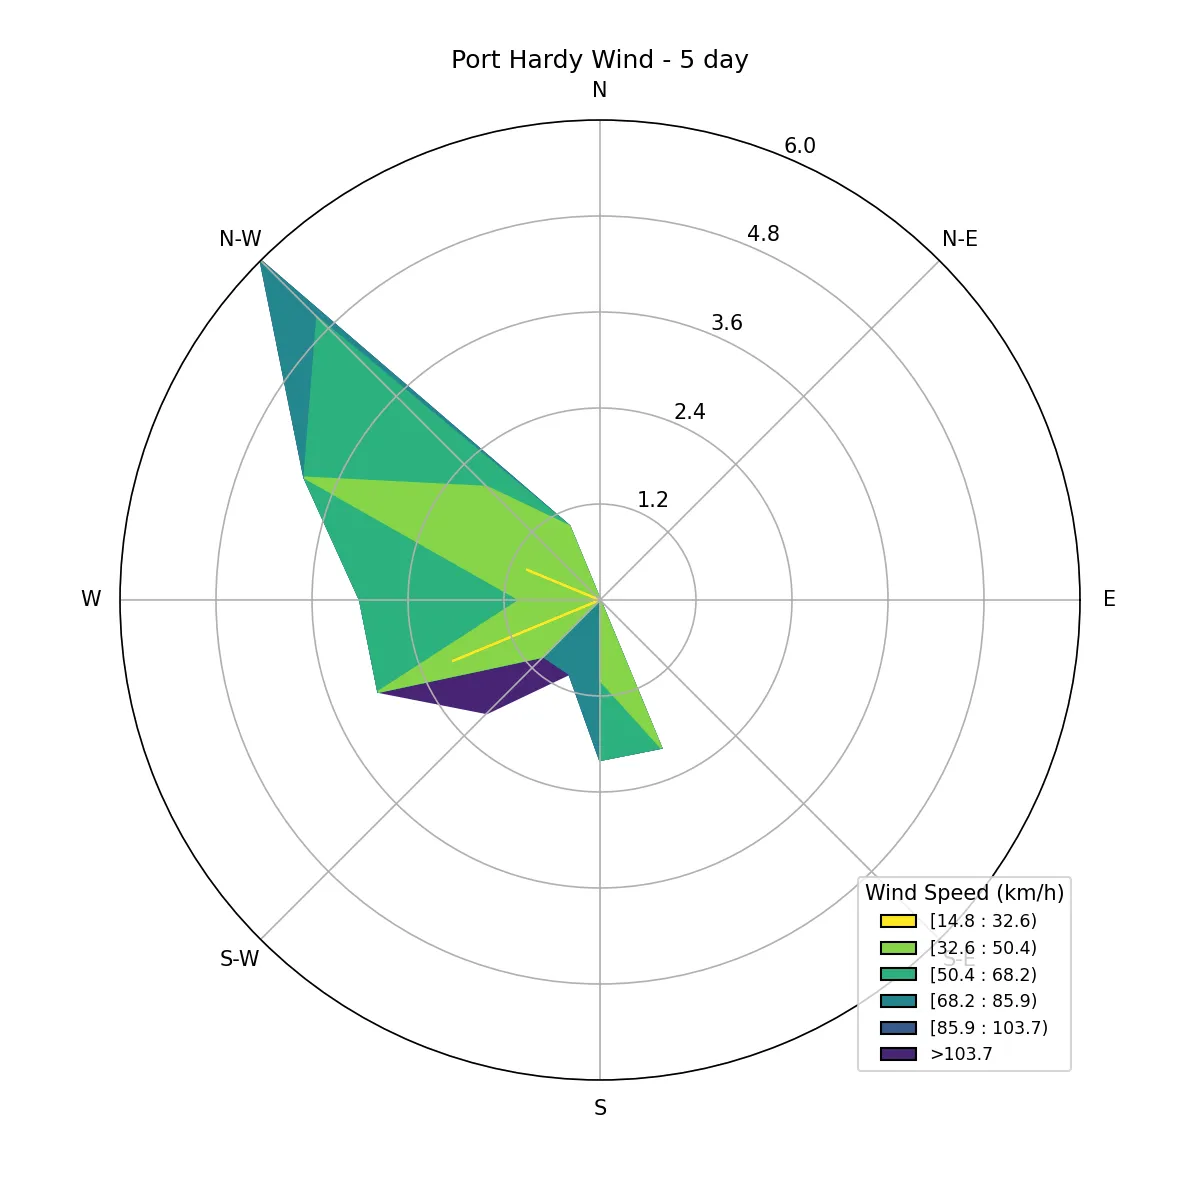 Port Hardy Wind - 5 day
N
6.0
N-W
N-E
4.8
3.6
2.4
1.2
W
E
S-W
S-E
S
Wind Speed (km/h)
[14.8 : 32.6)
[32.6 : 50.4)
[50.4 : 68.2)
[68.2 : 85.9)
[85.9 : 103.7)
>103.7